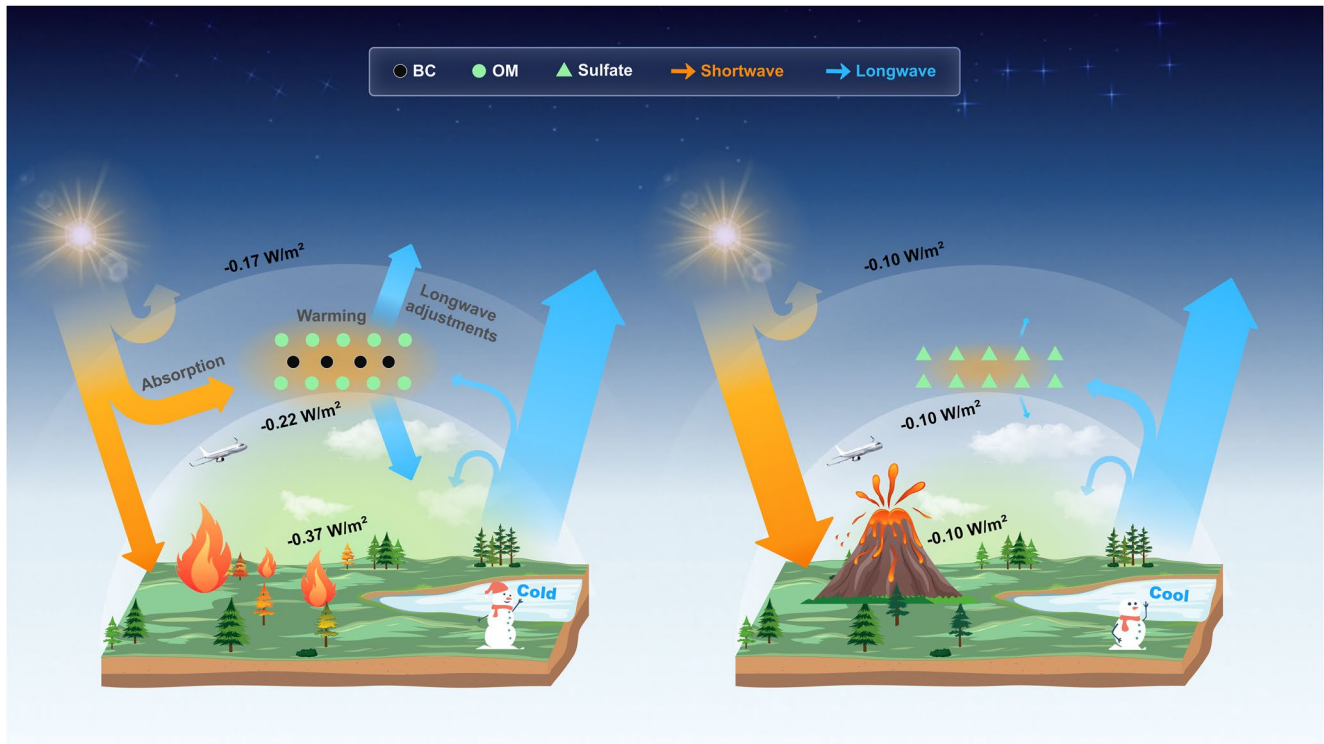 BC
OM
Sulfate
Shortwave
Longwave
-0.17 W/m²
Warming
Longwave
adjustments
Absorption
-0.22 W/m²
-0.37 W/m²
Cold
-0.10 W/m²
-0.10 W/m²
-0.10 W/m²
Cool